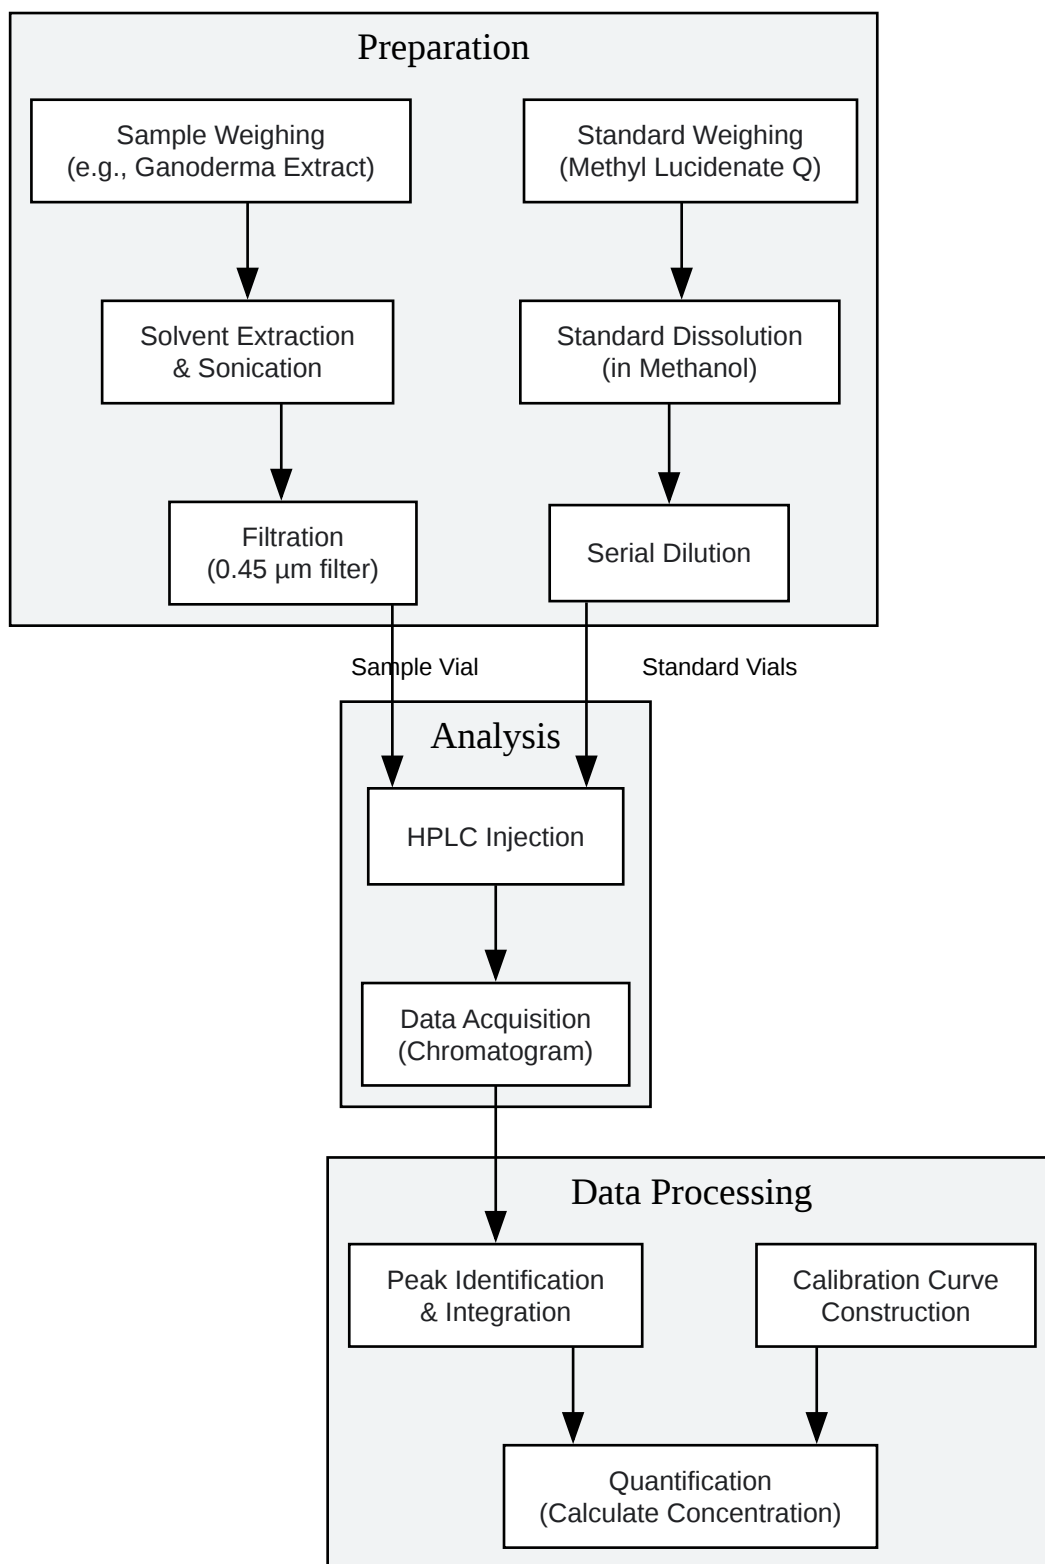 Preparation
Sample Weighing
(e.g., Ganoderma Extract)
Standard Weighing
(Methyl Lucidenate Q)
Solvent Extraction
& Sonication
Standard Dissolution
(in Methanol)
Filtration
(0.45 µm filter)
Serial Dilution
Sample Vial
Standard Vials
Analysis
HPLC Injection
Data Acquisition
(Chromatogram)
Data Processing
Peak Identification
& Integration
Calibration Curve
Construction
Quantification
(Calculate Concentration)